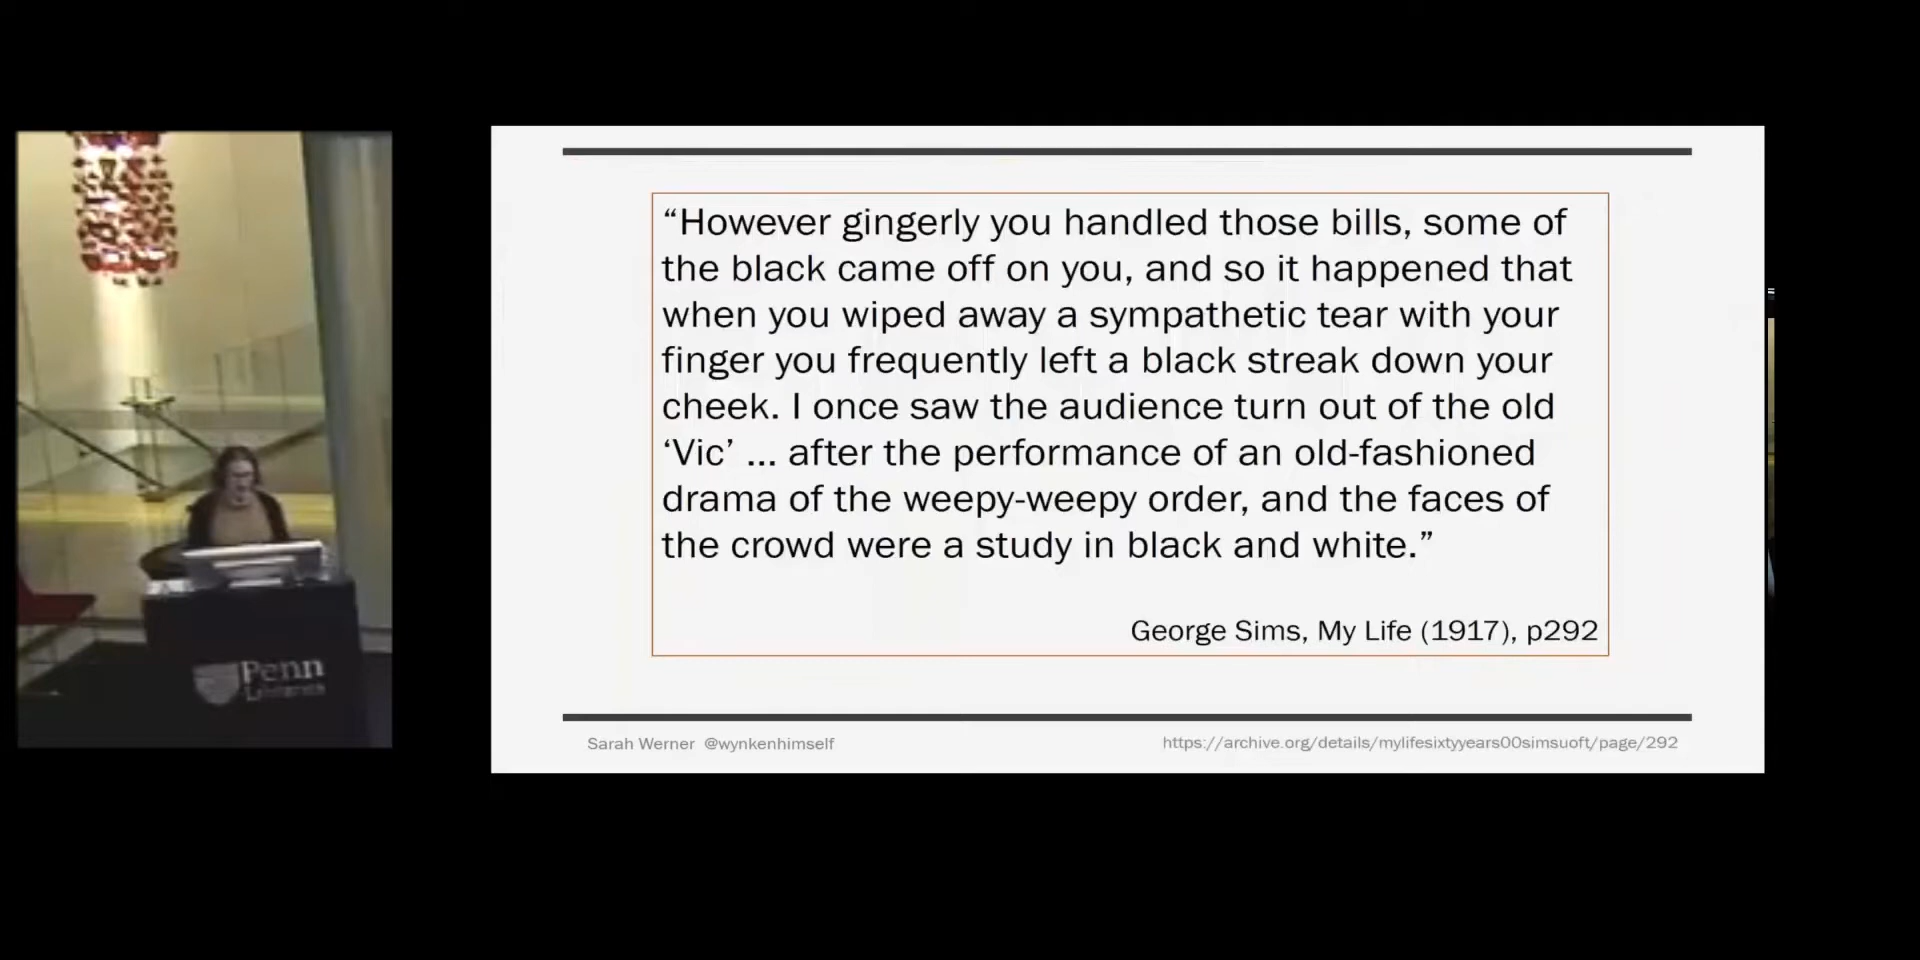 “However gingerly you handled those bills, some of
the black came off on you, and so it happened that
when you wiped away a sympathetic tear with your
finger you frequently left a black streak down your
cheek. I once saw the audience turn out of the old
‘Vic’ ... after the performance of an old-fashioned
drama of the weepy-weepy order, and the faces of
the crowd were a study in black and white.”
George Sims, My Life (1917), p292
Sarah Werner @wynkenhimself
https://archive.org/details/mylifesixtyyears00simsuoft/page/292
Penn
Libraries